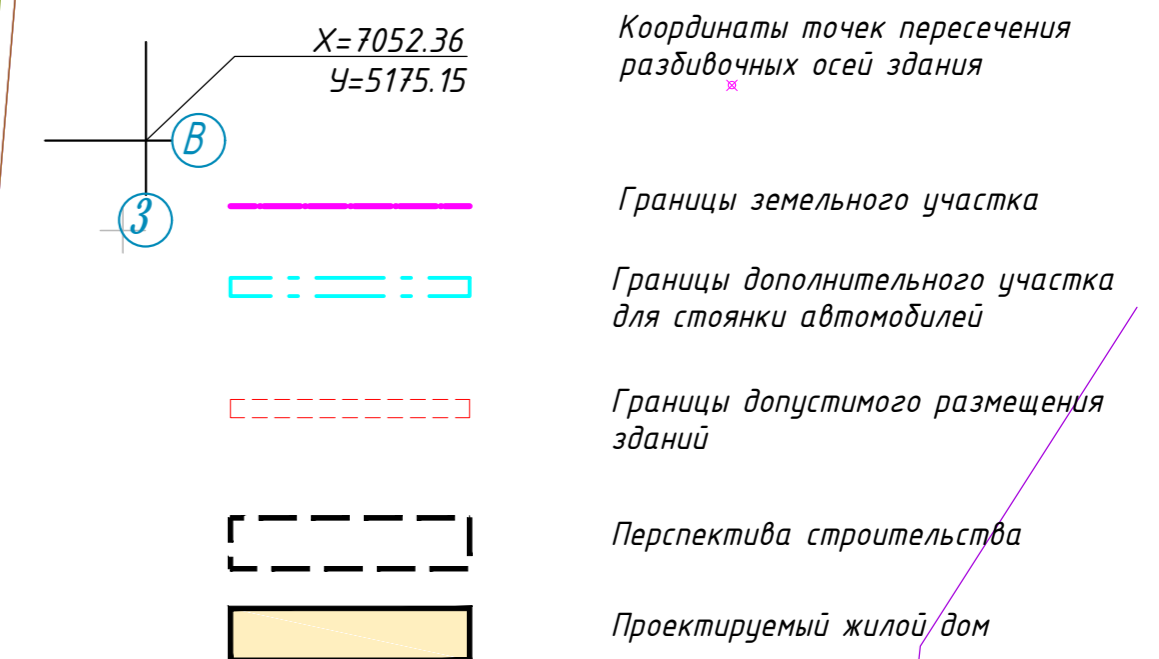 X=7052.36
У=5175.15
В
3
Координаты точек пересечения
разбивочных осей здания
Границы земельного участка
Границы дополнительного участка
для стоянки автомобилей
Границы допустимого размещения
зданий
Перспектива строительства
Проектируемый жилой дом